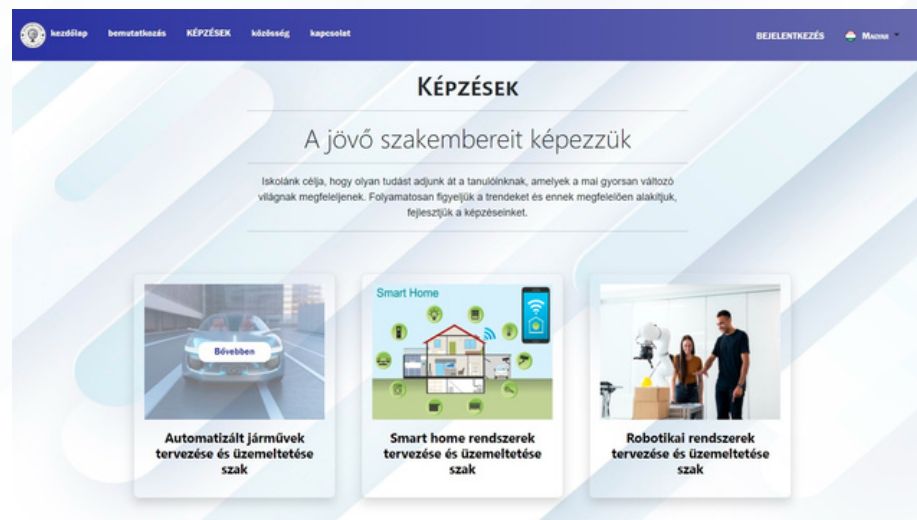 kezdőlap bemutatkozás KÉPZÉSEK közösség kapcsolat BEJELENTKEZÉS Magyar
Képzések
A jövő szakembereit képezzük
Iskolánk célja, hogy olyan tudást adjunk át a tanulóinknak, amelyek a mai gyorsan változó
világnak megfeleljenek. Folyamatosan figyeljük a trendeket és ennek megfelelően alakítjuk,
fejlesztjük a képzéseinket.
Bővebben
Automatizált járművek
tervezése és üzemeltetése
szak
Smart Home
Smart home rendszerek
tervezése és üzemeltetése
szak
Robotikai rendszerek
tervezése és üzemeltetése
szak